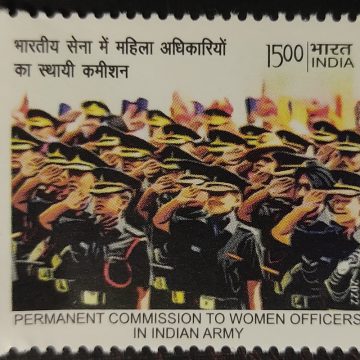 भारतीय सेना में महिला अधिकारियों
का स्थायी कमीशन
1500 भारत
INDIA
PERMANENT COMMISSION TO WOMEN OFFICERS
IN INDIAN ARMY